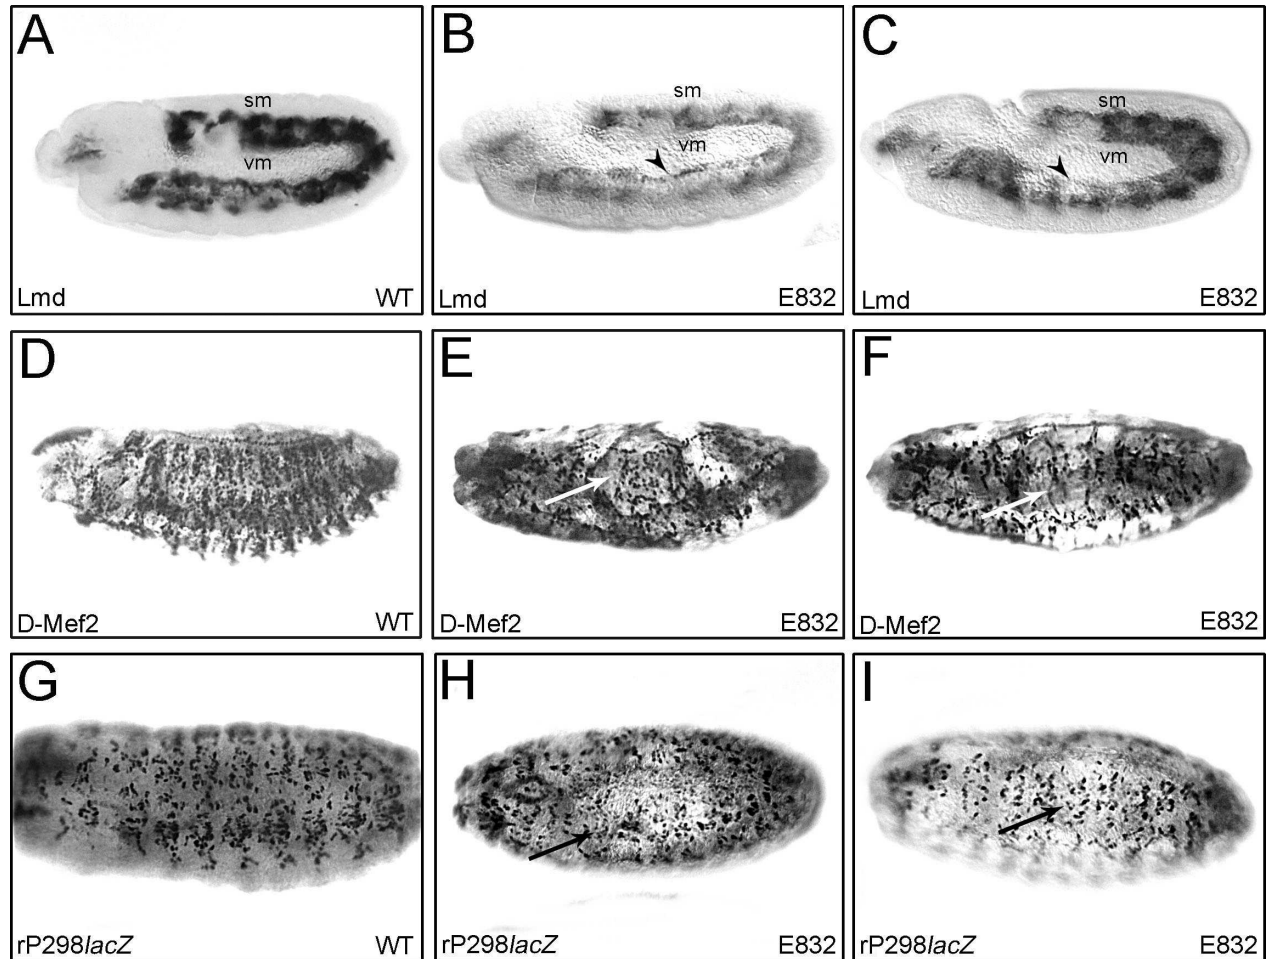 A
sm
vm
Lmd WT
B
sm
vm
Lmd E832
C
sm
vm
Lmd E832
D
D-Mef2 WT
E
D-Mef2 E832
F
D-Mef2 E832
G
rP298lacZ WT
H
rP298lacZ E832
I
rP298lacZ E832